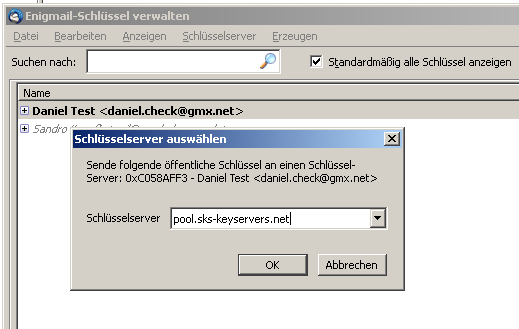 Enigmail-Schlüssel verwalten
Datei Bearbeiten Anzeigen Schlüsselserver Erzeugen
Suchen nach: Standardmäßig alle Schlüssel anzeigen
Name
Daniel Test <daniel.check@gmx.net>
Sandro
Schlüsselserver auswählen
Sende folgende öffentliche Schlüssel an einen Schlüssel-
Server: 0xC058AFF3 - Daniel Test <daniel.check@gmx.net>
Schlüsselserver pool.sks-keyservers.net
OK Abbrechen